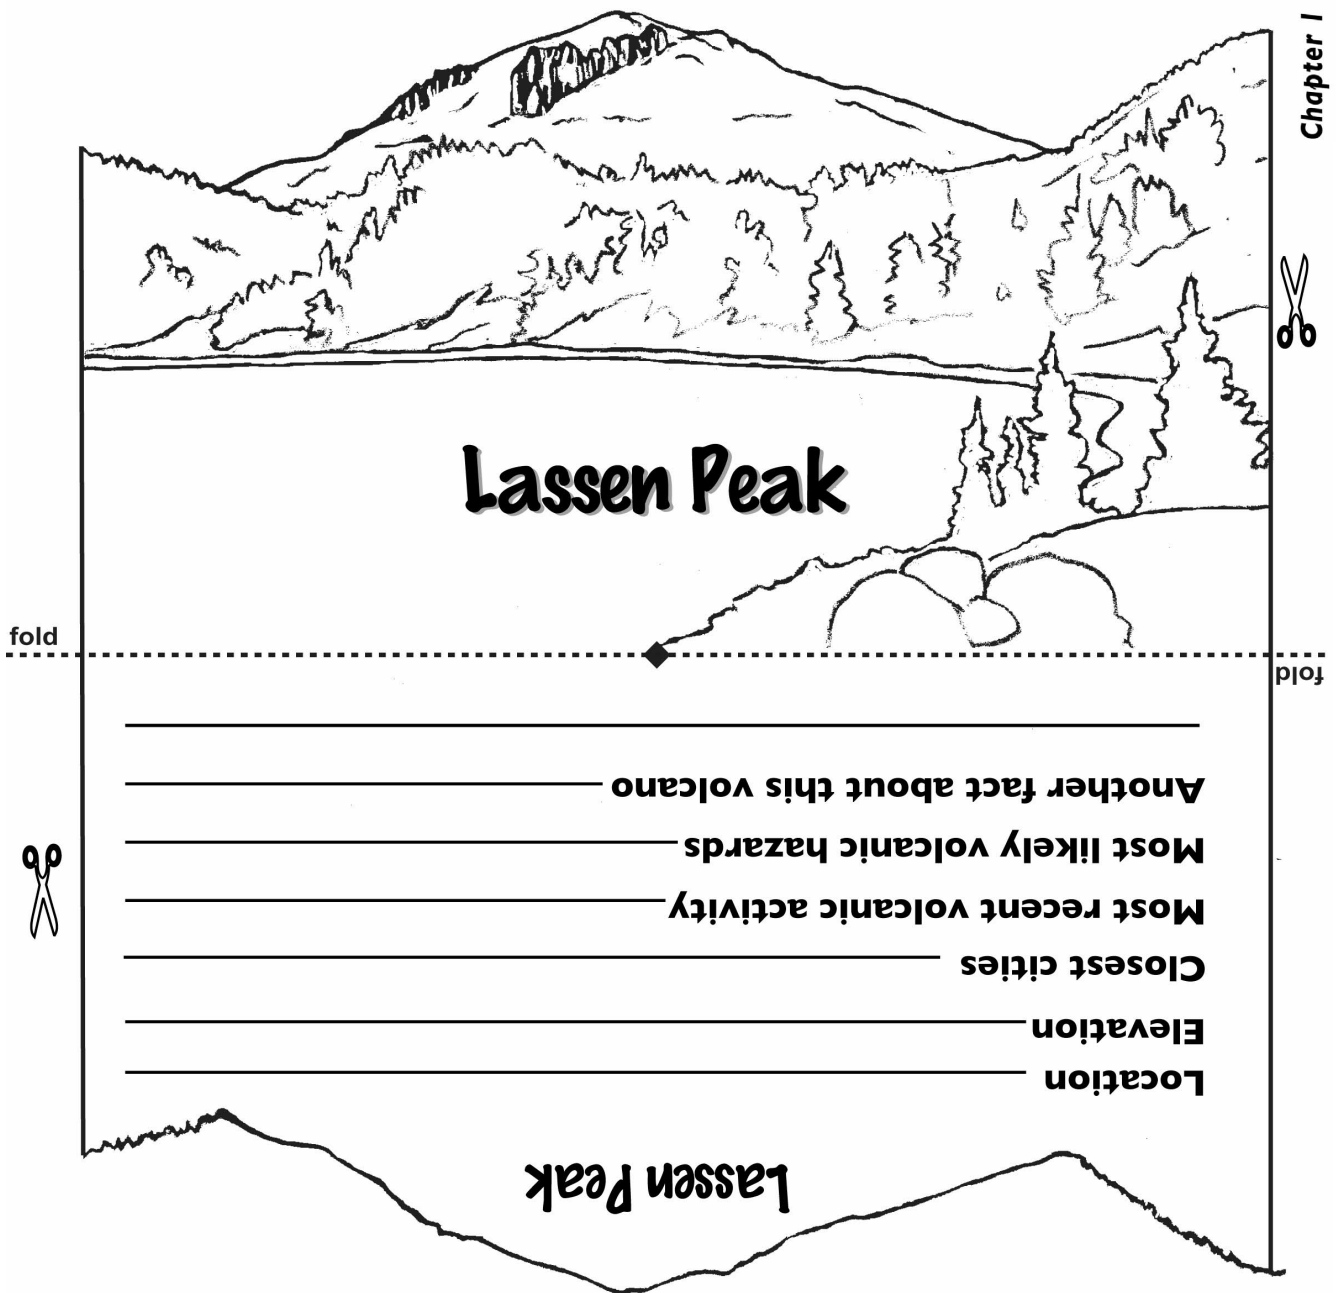 Chapter 1
Lassen Peak
fold
fold
Lassen Peak
Location
Elevation
Closest cities
Most recent volcanic activity
Most likely volcanic hazards
Another fact about this volcano